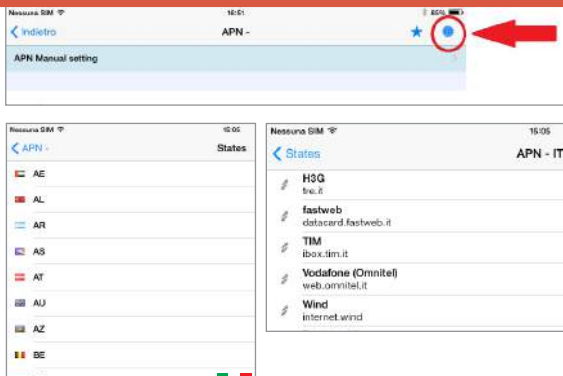 Nessuna SIM 16:51 85%
Indietro APN -
APN Manual setting
Nessuna SIM 15:05
APN - States
AE
AL
AR
AS
AT
AU
AZ
BE
Nessuna SIM 15:05
States APN - IT
H3G
tre.it
fastweb
datacard.fastweb.it
TIM
ibox.tim.it
Vodafone (Omnitel)
web.omnitel.it
Wind
internet.wind